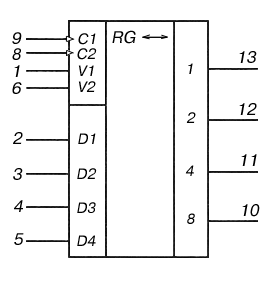 9 C1 RG ↔
8 C2
1 V1 1 13
6 V2
2 D1 2 12
3 D2 4 11
4 D3
5 D4 8 10